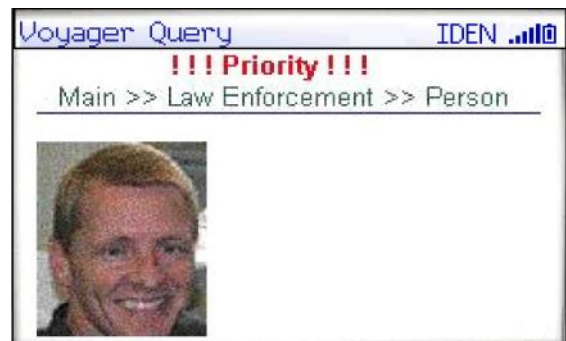 Voyager Query IDEN
!!! Priority !!!
Main >> Law Enforcement >> Person